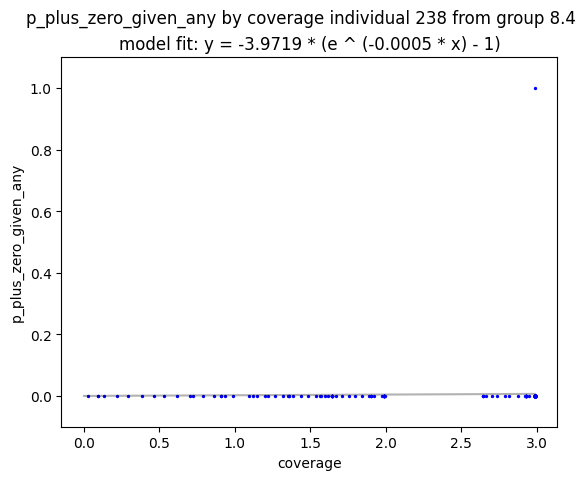 p_plus_zero_given_any by coverage individual 238 from group 8.4
model fit: y = -3.9719 * (e ^ (-0.0005 * x) - 1)
1.0
0.8
0.6
0.4
0.2
0.0
p_plus_zero_given_any
0.0 0.5 1.0 1.5 2.0 2.5 3.0
coverage